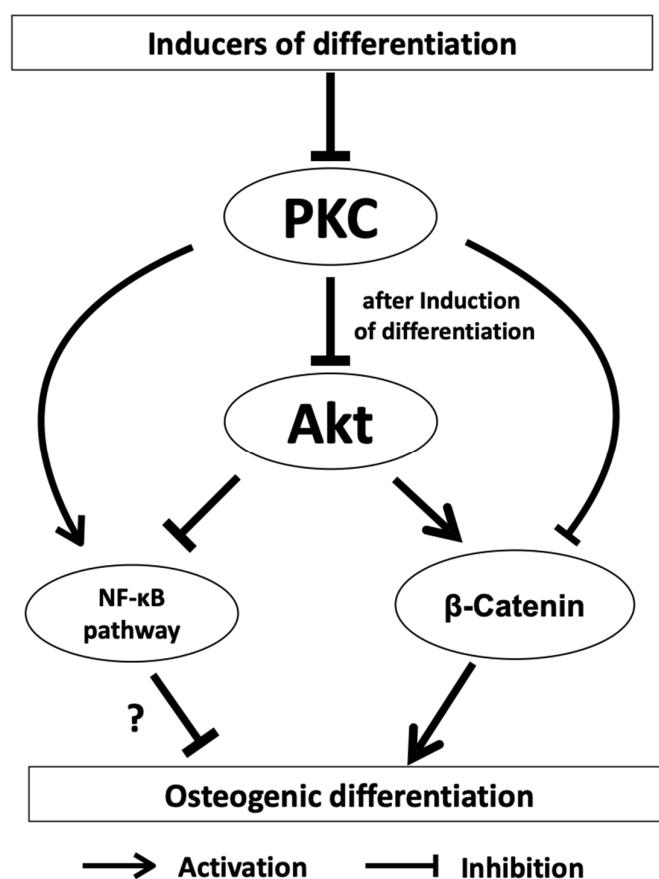 Inducers of differentiation
PKC
after Induction
of differentiation
Akt
NF-κB
pathway
β-Catenin
?
Osteogenic differentiation
Activation
Inhibition